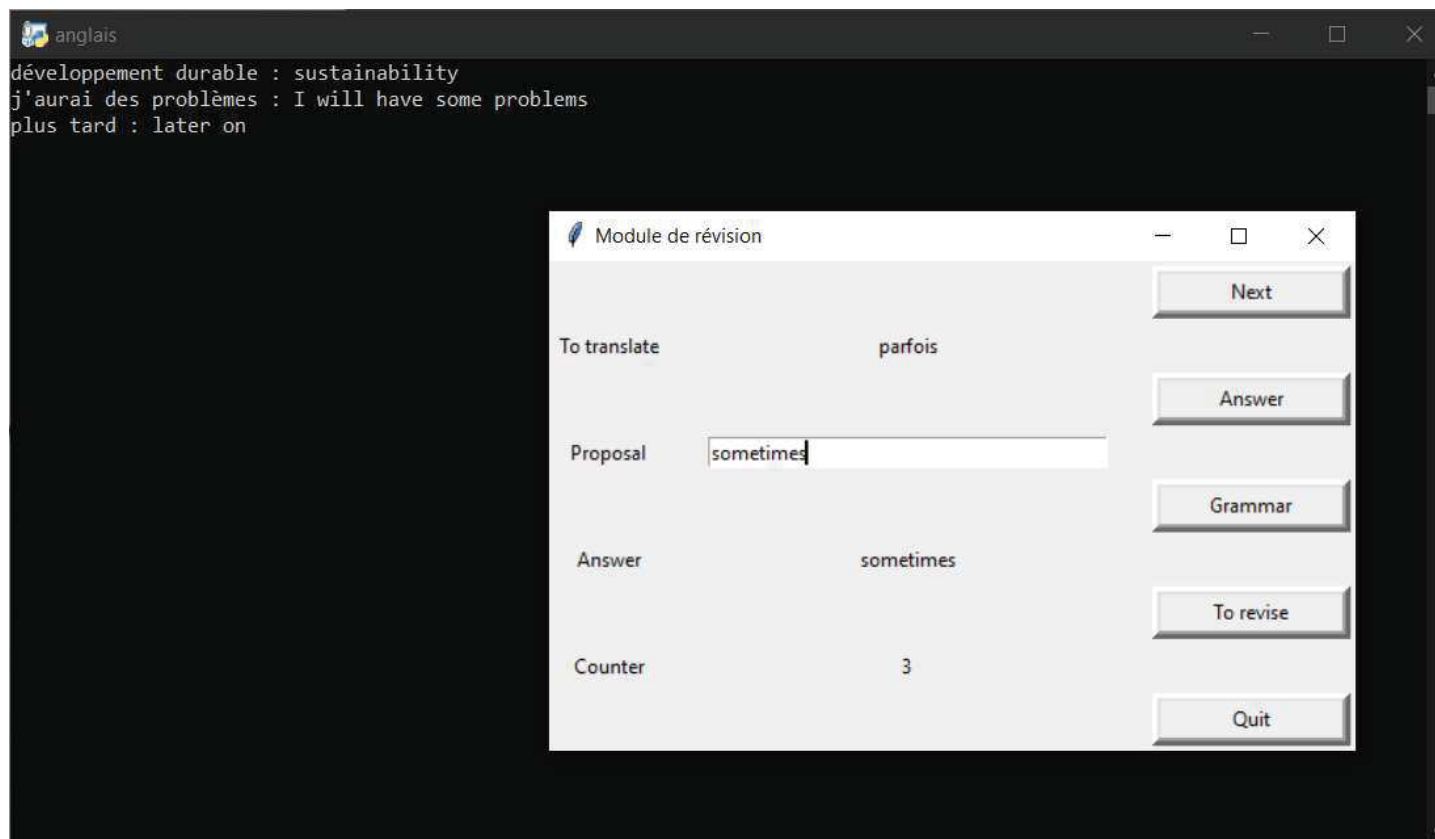 anglais
développement durable : sustainability
j'aurai des problèmes : I will have some problems
plus tard : later on
Module de révision
Next
To translate parfois
Answer
Proposal sometimes
Grammar
Answer sometimes
To revise
Counter 3
Quit